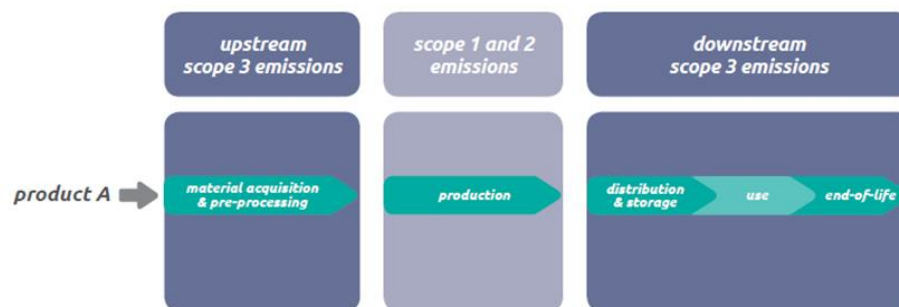 upstream
scope 3 emissions
scope 1 and 2
emissions
downstream
scope 3 emissions
product A
material acquisition
& pre-processing
production
distribution
& storage
use
end-of-life